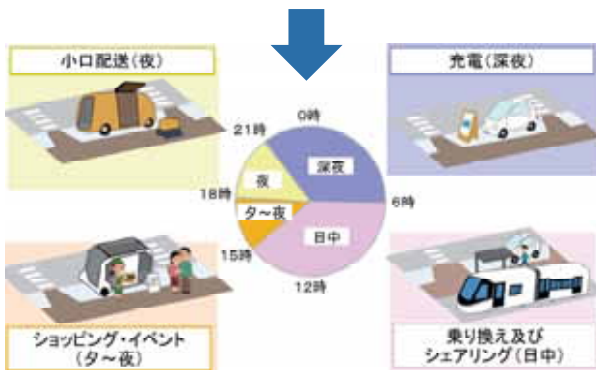 小口配送(夜)
充電(深夜)
0時
21時
深夜
夜
18時
6時
夕～夜
日中
15時
12時
ショッピング・イベント
(夕～夜)
乗り換え及び
シェアリング(日中)